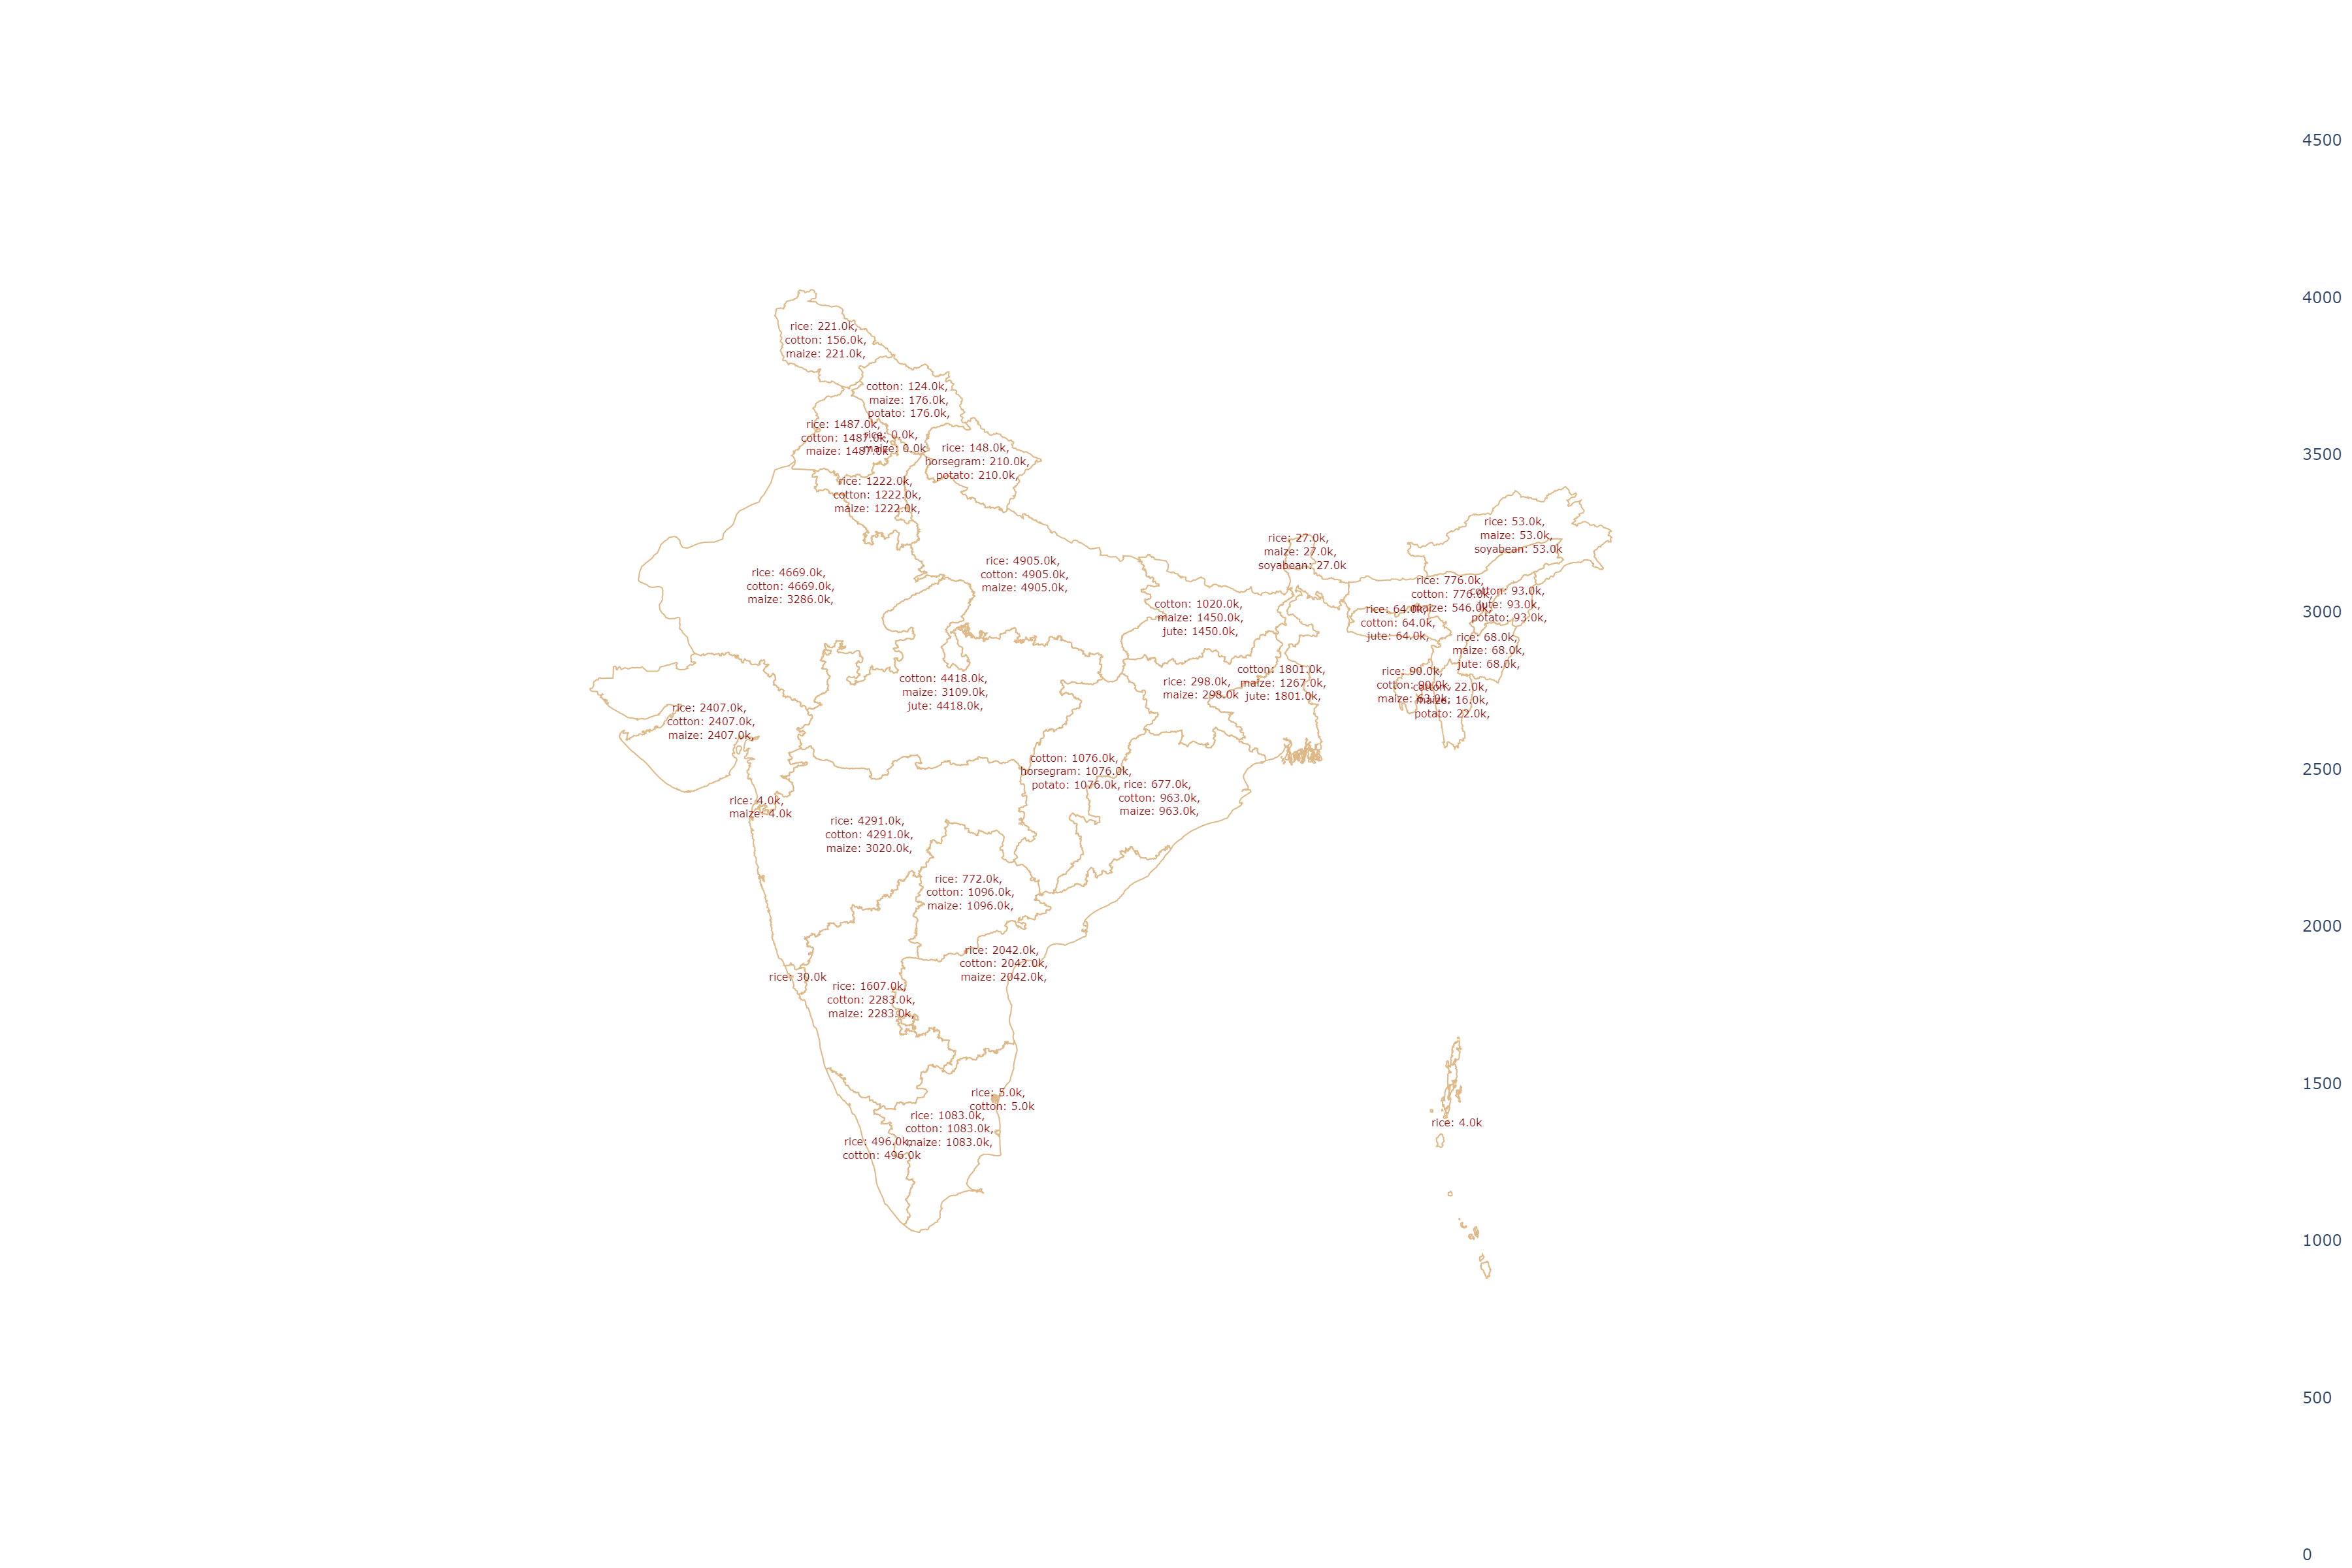 4500
4000
3500
3000
2500
2000
1500
1000
500
0
rice: 221.0k,
cotton: 156.0k,
maize: 221.0k,
cotton: 124.0k,
maize: 176.0k,
potato: 176.0k,
rice: 1487.0k,
cotton: 1487.0k,
maize: 1487.0k,
rice: 0.0k,
maize: 0.0k
rice: 148.0k,
horsegram: 210.0k,
potato: 210.0k,
rice: 1222.0k,
cotton: 1222.0k,
maize: 1222.0k,
rice: 4669.0k,
cotton: 4669.0k,
maize: 3286.0k,
rice: 4905.0k,
cotton: 4905.0k,
maize: 4905.0k,
rice: 27.0k,
maize: 27.0k,
soyabean: 27.0k
rice: 53.0k,
maize: 53.0k,
soyabean: 53.0k
rice: 776.0k,
cotton: 776.0k,
maize: 546.0k,
cotton: 93.0k,
jute: 93.0k,
potato: 93.0k,
rice: 64.0k,
cotton: 64.0k,
jute: 64.0k,
cotton: 1020.0k,
maize: 1450.0k,
jute: 1450.0k,
rice: 68.0k,
maize: 68.0k,
jute: 68.0k,
cotton: 4418.0k,
maize: 3109.0k,
jute: 4418.0k,
rice: 298.0k,
maize: 298.0k
cotton: 1801.0k,
maize: 1267.0k,
jute: 1801.0k,
rice: 90.0k,
cotton: 90.0k,
maize: 63.0k,
cotton: 22.0k,
maize: 16.0k,
potato: 22.0k,
rice: 2407.0k,
cotton: 2407.0k,
maize: 2407.0k,
cotton: 1076.0k,
horsegram: 1076.0k,
potato: 1076.0k,
rice: 677.0k,
cotton: 963.0k,
maize: 963.0k,
rice: 4.0k,
maize: 4.0k
rice: 4291.0k,
cotton: 4291.0k,
maize: 3020.0k,
rice: 772.0k,
cotton: 1096.0k,
maize: 1096.0k,
rice: 2042.0k,
cotton: 2042.0k,
maize: 2042.0k,
rice: 30.0k
rice: 1607.0k,
cotton: 2283.0k,
maize: 2283.0k,
rice: 5.0k,
cotton: 5.0k
rice: 1083.0k,
cotton: 1083.0k,
maize: 1083.0k,
rice: 496.0k,
cotton: 496.0k
rice: 4.0k